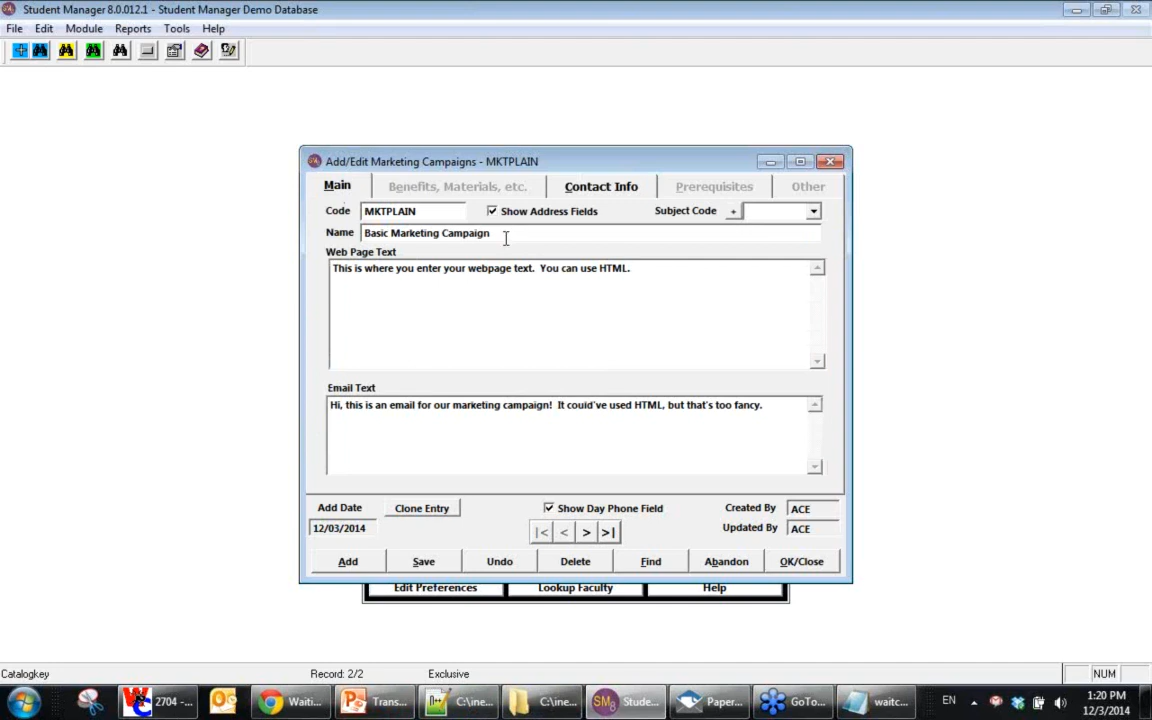 Student Manager 8.0.012.1 - Student Manager Demo Database
File Edit Module Reports Tools Help
Add/Edit Marketing Campaigns - MKTPLAIN
Main Benefits, Materials, etc. Contact Info Prerequisites Other
Code MKTPLAIN Show Address Fields Subject Code +
Name Basic Marketing Campaign
Web Page Text
This is where you enter your webpage text. You can use HTML.
Email Text
Hi, this is an email for our marketing campaign! It could've used HTML, but that's too fancy.
Add Date Clone Entry Show Day Phone Field Created By ACE
12/03/2014 |< < > >| Updated By ACE
Add Save Undo Delete Find Abandon OK/Close
Edit Preferences Lookup Faculty Help
Catalogkey Record: 2/2 Exclusive NUM
2704 -... Waiti... Trans... C:\ine... C:\ine... Stude... Paper... GoTo... waitc... EN 1:20 PM
12/3/2014